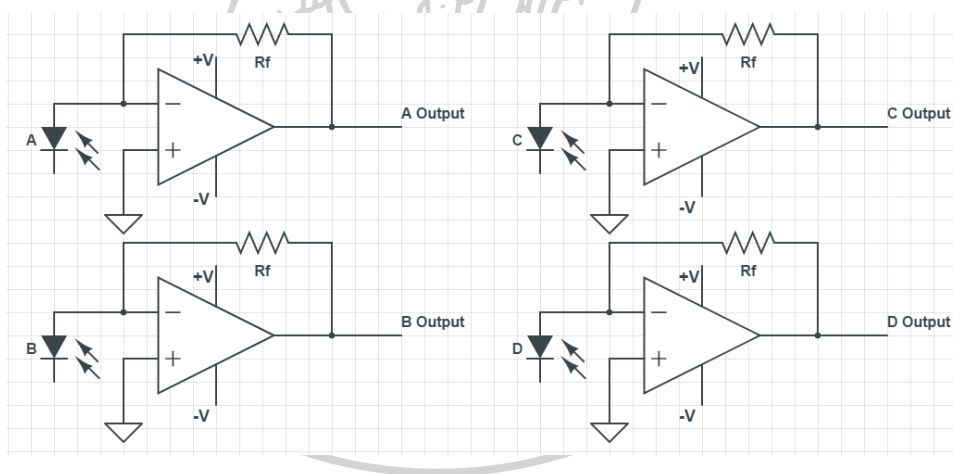 +V Rf
A Output
A
-V
+V Rf
C Output
C
-V
+V Rf
B Output
B
-V
+V Rf
D Output
D
-V